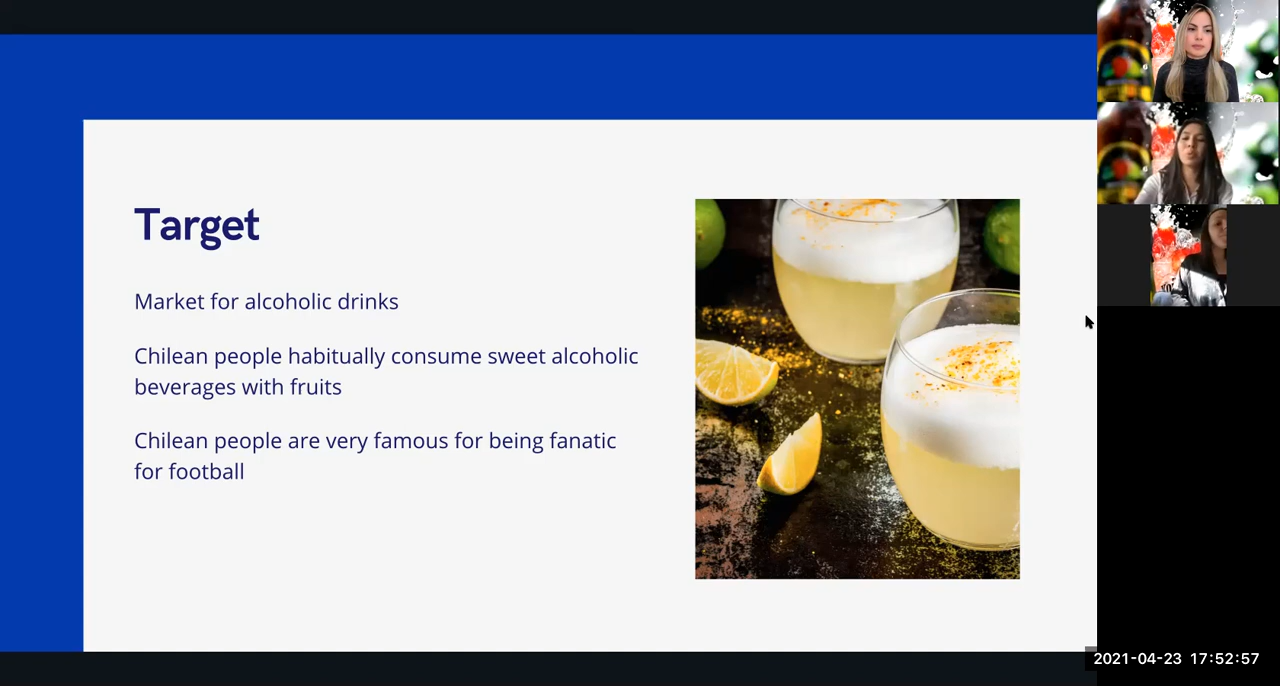 Target
Market for alcoholic drinks
Chilean people habitually consume sweet alcoholic
beverages with fruits
Chilean people are very famous for being fanatic
for football
2021-04-23 17:52:57